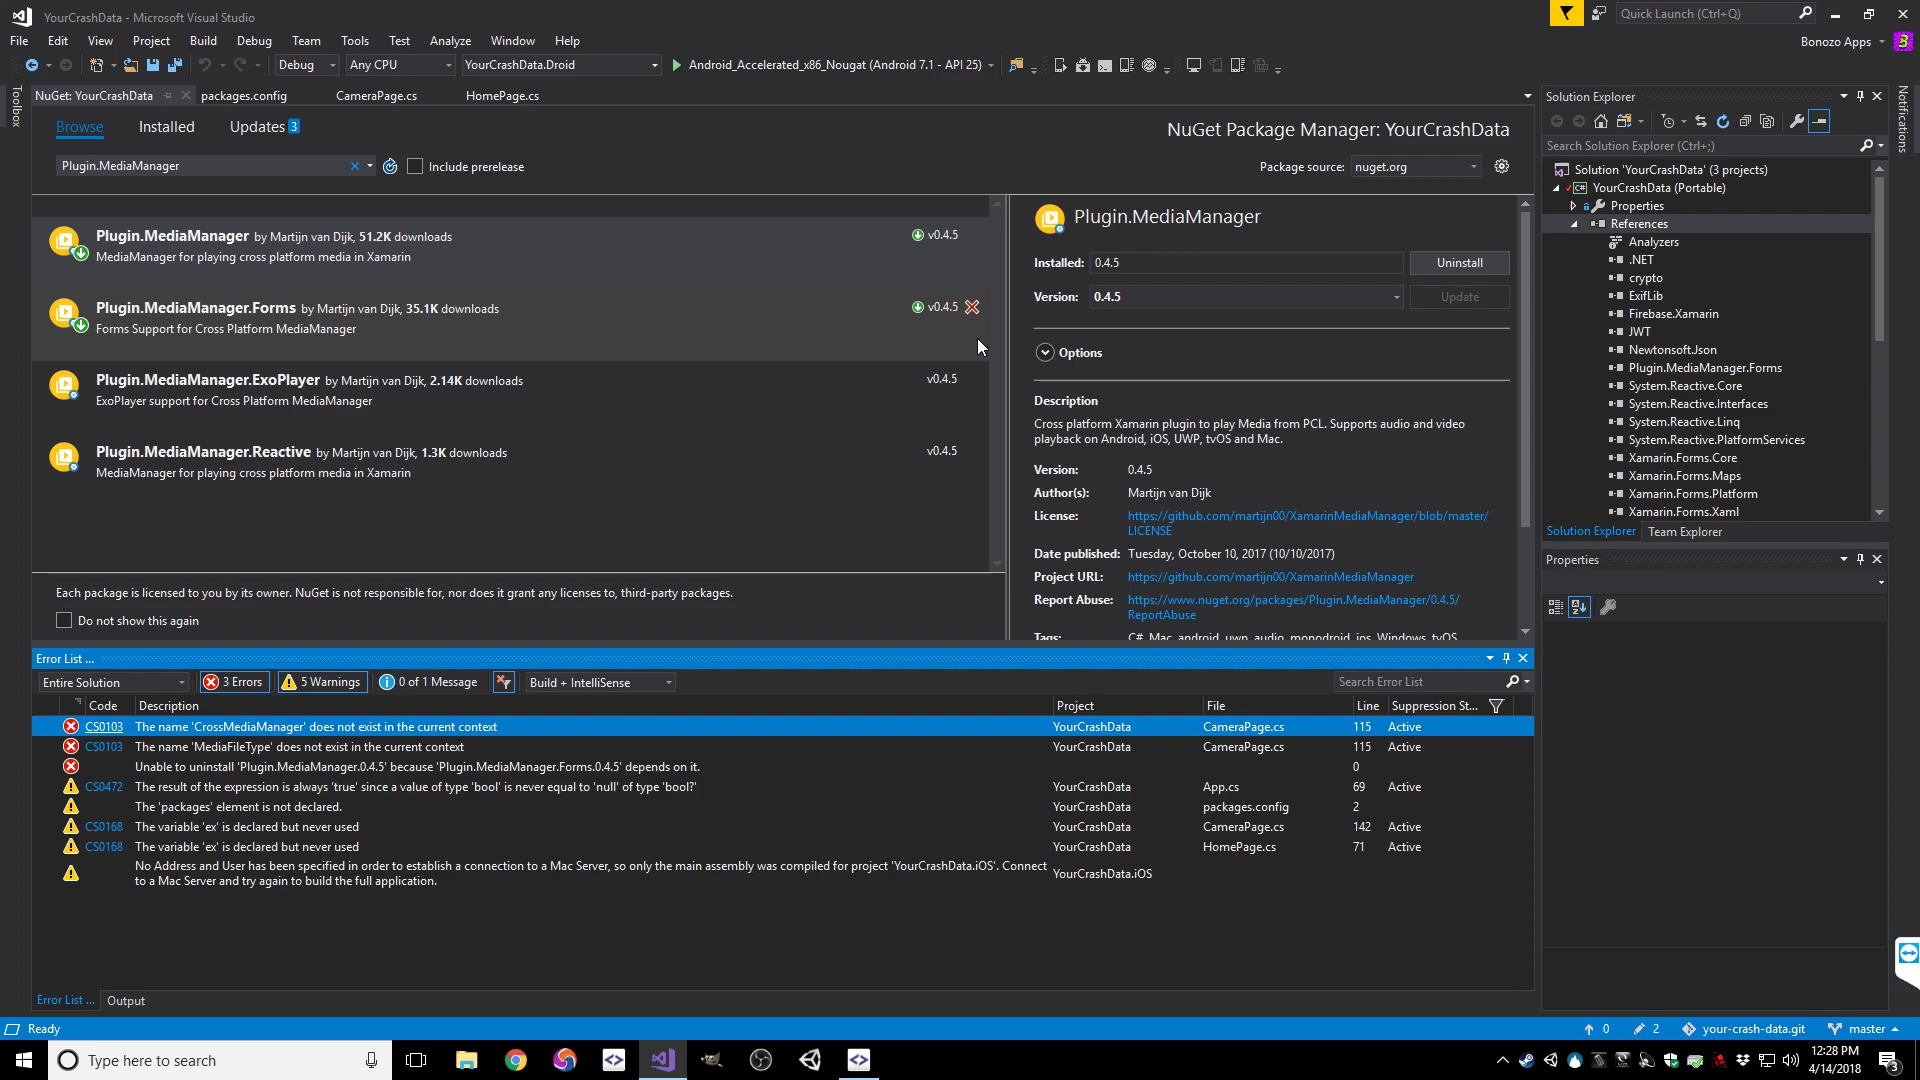 YourCrashData - Microsoft Visual Studio
Quick Launch (Ctrl+Q)
File Edit View Project Build Debug Team Tools Test Analyze Window Help
Bonozo Apps
Debug Any CPU YourCrashData.Droid Android_Accelerated_x86_Nougat (Android 7.1 - API 25)
Toolbox
NuGet: YourCrashData packages.config CameraPage.cs HomePage.cs
Browse Installed Updates 3
NuGet Package Manager: YourCrashData
Plugin.MediaManager
Include prerelease
Package source: nuget.org
Plugin.MediaManager by Martijn van Dijk, 51.2K downloads v0.4.5
MediaManager for playing cross platform media in Xamarin
Plugin.MediaManager.Forms by Martijn van Dijk, 35.1K downloads v0.4.5
Forms Support for Cross Platform MediaManager
Plugin.MediaManager.ExoPlayer by Martijn van Dijk, 2.14K downloads v0.4.5
ExoPlayer support for Cross Platform MediaManager
Plugin.MediaManager.Reactive by Martijn van Dijk, 1.3K downloads v0.4.5
MediaManager for playing cross platform media in Xamarin
Each package is licensed to you by its owner. NuGet is not responsible for, nor does it grant any licenses to, third-party packages.
Do not show this again
Plugin.MediaManager
Installed: 0.4.5 Uninstall
Version: 0.4.5 Update
Options
Description
Cross platform Xamarin plugin to play Media from PCL. Supports audio and video
playback on Android, iOS, UWP, tvOS and Mac.
Version: 0.4.5
Author(s): Martijn van Dijk
License: https://github.com/martijn00/XamarinMediaManager/blob/master/
LICENSE
Date published: Tuesday, October 10, 2017 (10/10/2017)
Project URL: https://github.com/martijn00/XamarinMediaManager
Report Abuse: https://www.nuget.org/packages/Plugin.MediaManager/0.4.5/
ReportAbuse
Tags: C#, Mac, android, uwp, audio, monodroid, ios, Windows, tvOS,
Solution Explorer
Search Solution Explorer (Ctrl+;)
Solution 'YourCrashData' (3 projects)
C# YourCrashData (Portable)
Properties
References
Analyzers
.NET
crypto
ExifLib
Firebase.Xamarin
JWT
Newtonsoft.Json
Plugin.MediaManager.Forms
System.Reactive.Core
System.Reactive.Interfaces
System.Reactive.Linq
System.Reactive.PlatformServices
Xamarin.Forms.Core
Xamarin.Forms.Maps
Xamarin.Forms.Platform
Xamarin.Forms.Xaml
Solution Explorer Team Explorer
Properties
Notifications
Error List ...
Entire Solution 3 Errors 5 Warnings 0 of 1 Message Build + IntelliSense Search Error List
Code Description Project File Line Suppression St...
CS0103 The name 'CrossMediaManager' does not exist in the current context YourCrashData CameraPage.cs 115 Active
CS0103 The name 'MediaFileType' does not exist in the current context YourCrashData CameraPage.cs 115 Active
Unable to uninstall 'Plugin.MediaManager.0.4.5' because 'Plugin.MediaManager.Forms.0.4.5' depends on it. 0
CS0472 The result of the expression is always 'true' since a value of type 'bool' is never equal to 'null' of type 'bool?' YourCrashData App.cs 69 Active
The 'packages' element is not declared. YourCrashData packages.config 2
CS0168 The variable 'ex' is declared but never used YourCrashData CameraPage.cs 142 Active
CS0168 The variable 'ex' is declared but never used YourCrashData HomePage.cs 71 Active
No Address and User has been specified in order to establish a connection to a Mac Server, so only the main assembly was compiled for project 'YourCrashData.iOS'. Connect
to a Mac Server and try again to build the full application. YourCrashData.iOS
Error List ... Output
Ready
0 2 your-crash-data.git master
Type here to search
12:28 PM
4/14/2018
3